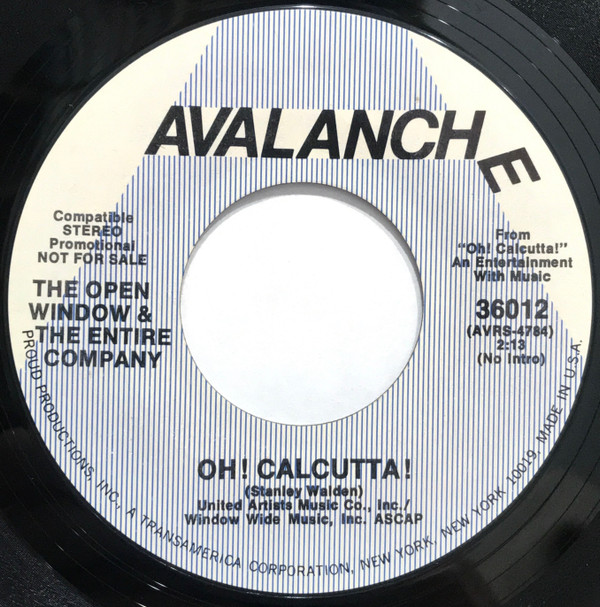 AVALANCHE
Compatible
STEREO
Promotional
NOT FOR SALE
THE OPEN
WINDOW &
THE ENTIRE
COMPANY
From
"Oh! Calcutta!"
An Entertainment
With Music
36012
(AVRS-4784)
2:13
(No Intro)
OH! CALCUTTA!
(Stanley Walden)
United Artists Music Co., Inc./
Window Wide Music, Inc. ASCAP
PROUD PRODUCTIONS, INC., A TRANSAMERICA CORPORATION, NEW YORK, NEW YORK 10019. MADE IN U.S.A.